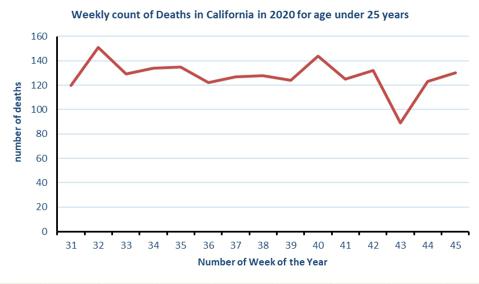 Weekly count of Deaths in California in 2020 for age under 25 years
number of deaths
160
140
120
100
80
60
40
20
0
31 32 33 34 35 36 37 38 39 40 41 42 43 44 45
Number of Week of the Year